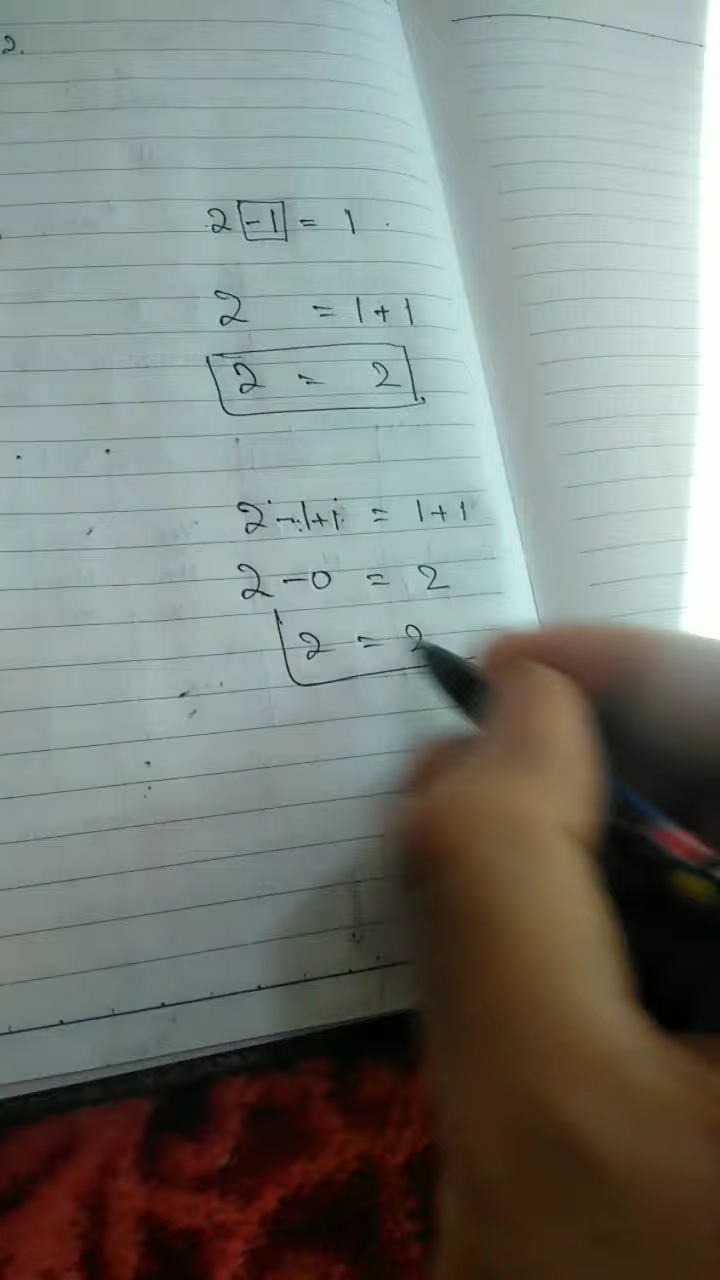 2.
2 -1 = 1
2 = 1 + 1
2 = 2
2 - 1 + 1 = 1 + 1
2 - 0 = 2
2 = 2